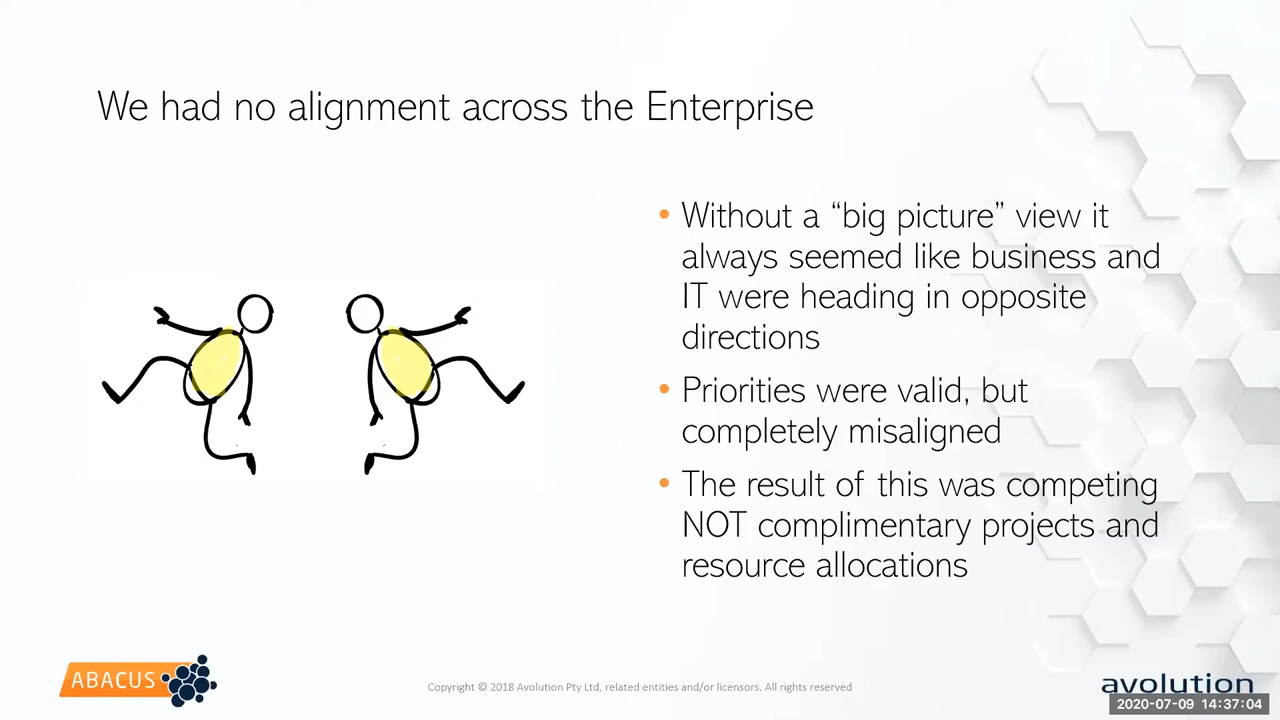 We had no alignment across the Enterprise
• Without a “big picture” view it
always seemed like business and
IT were heading in opposite
directions
• Priorities were valid, but
completely misaligned
• The result of this was competing
NOT complimentary projects and
resource allocations
ABACUS
Copyright © 2018 Avolution Pty Ltd, related entities and/or licensors. All rights reserved
avolution
2020-07-09 14:37:04